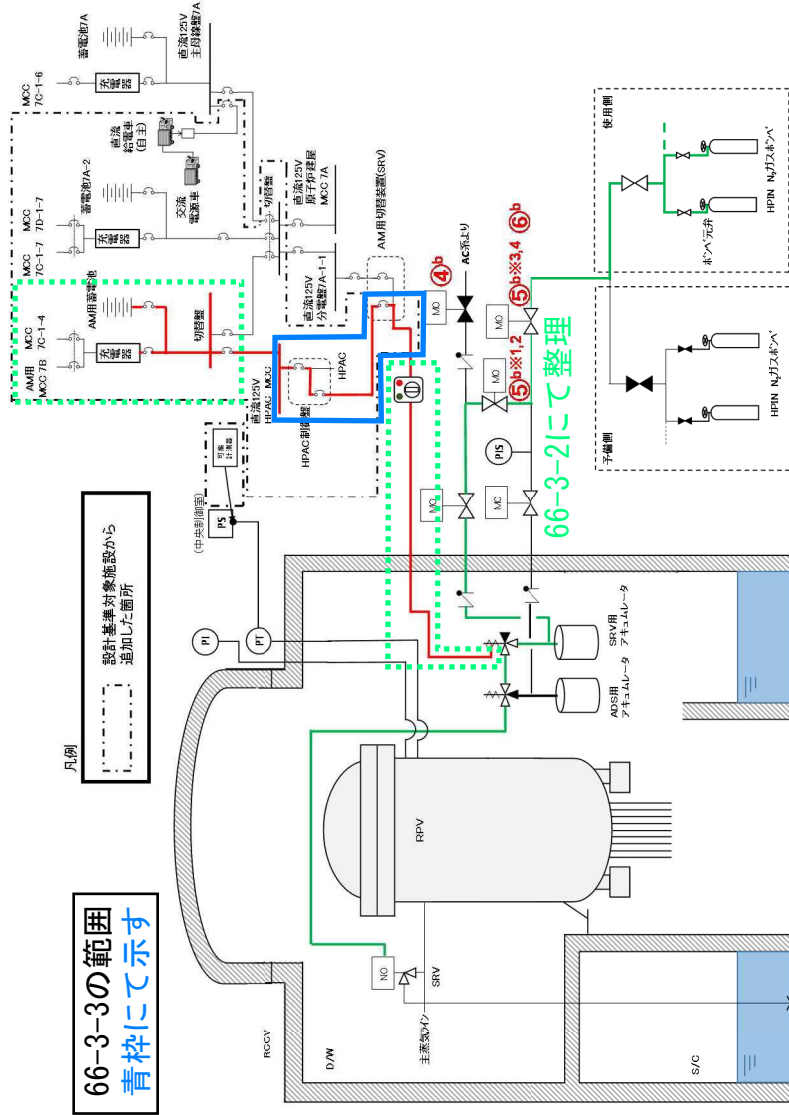 66-3-3の範囲
青枠にて示す
凡例
設計基準対象施設から
追加した箇所
MCC
7C-1-6
充電器
蓄電池7A
直流125V
主母線盤7A
直流
給電車
(自主)
交流
電源車
蓄電池7A-2
MCC
7C-1-7
MCC
7D-1-7
充電器
切替盤
直流125V
原子炉建屋
MCC 7A
AM用
MCC 7B
MCC
7C-1-4
充電器
AM用蓄電池
切替盤
直流125V
分電盤7A-1-1
AM用切替装置(SRV)
直流125V
HPAC MCC
HPAC制御盤
HPAC
(中央制御室)
可搬
計測器
PS
PI
PT
MO
④b
AC系より
MO
MO
MO
MC
⑤b※1,2
⑤b※3,4
⑥b
PIS
66-3-2にて整理
使用側
ボンベ元弁
HPIN N₂ガスボンベ
予備側
HPIN N₂ガスボンベ
SRV用
アキュムレータ
ADS用
アキュムレータ
RPV
NO
SRV
主蒸気ライン
RCCV
D/W
S/C